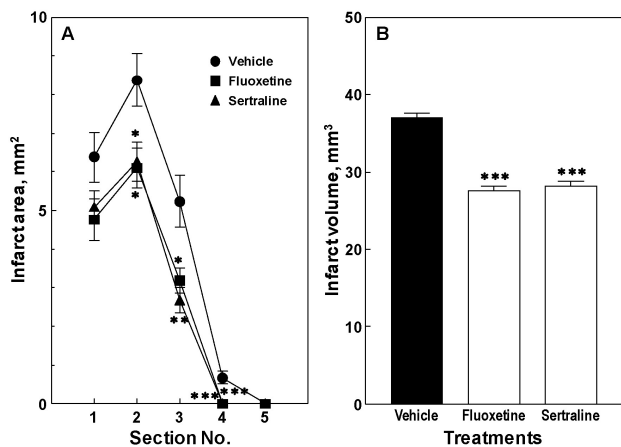 A
10
5
0
Infarct area, mm²
Vehicle
Fluoxetine
Sertraline
*
*
*
**
***
***
1 2 3 4 5
Section No.
B
50
40
30
20
10
0
Infarct volume, mm³
***
***
Vehicle Fluoxetine Sertraline
Treatments